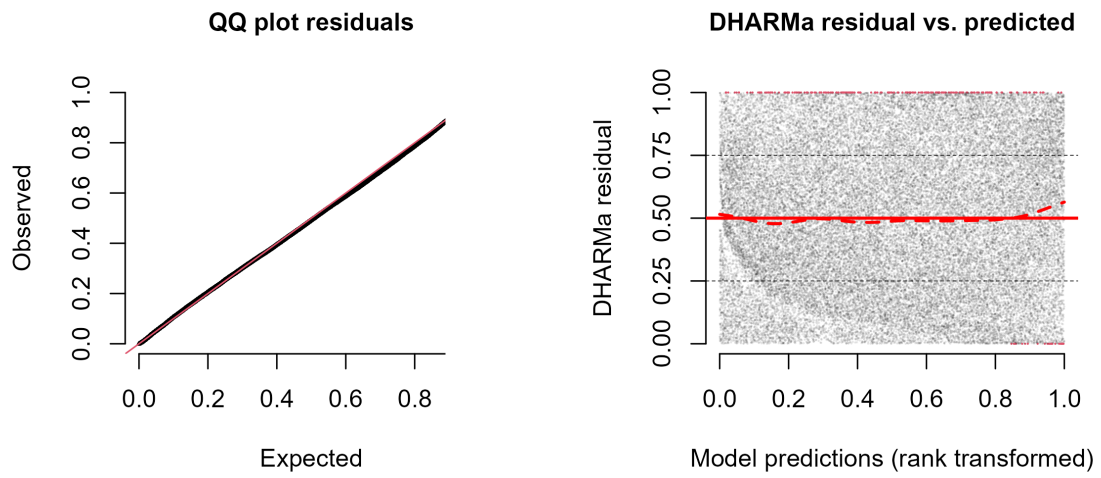 QQ plot residuals
Observed
0.0 0.2 0.4 0.6 0.8 1.0
0.0 0.2 0.4 0.6 0.8
Expected
DHARMa residual vs. predicted
DHARMa residual
0.00 0.25 0.50 0.75 1.00
0.0 0.2 0.4 0.6 0.8 1.0
Model predictions (rank transformed)